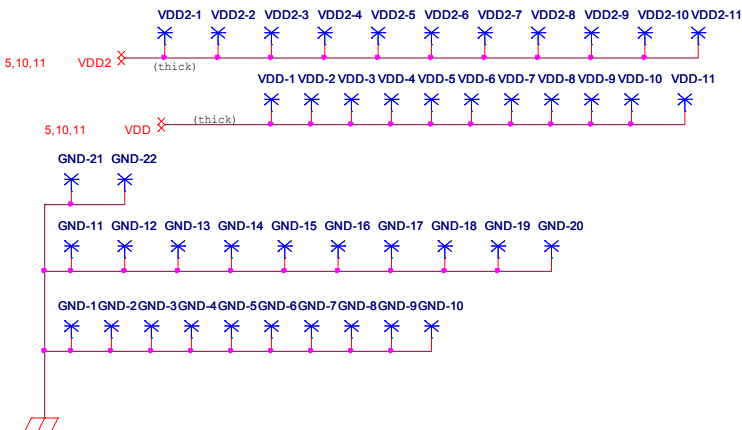 VDD2-1 VDD2-2 VDD2-3 VDD2-4 VDD2-5 VDD2-6 VDD2-7 VDD2-8 VDD2-9 VDD2-10 VDD2-11
5,10,11 VDD2
(thick)
VDD-1 VDD-2 VDD-3 VDD-4 VDD-5 VDD-6 VDD-7 VDD-8 VDD-9 VDD-10 VDD-11
5,10,11 VDD (thick)
GND-21 GND-22
GND-11 GND-12 GND-13 GND-14 GND-15 GND-16 GND-17 GND-18 GND-19 GND-20
GND-1 GND-2 GND-3 GND-4 GND-5 GND-6 GND-7 GND-8 GND-9 GND-10